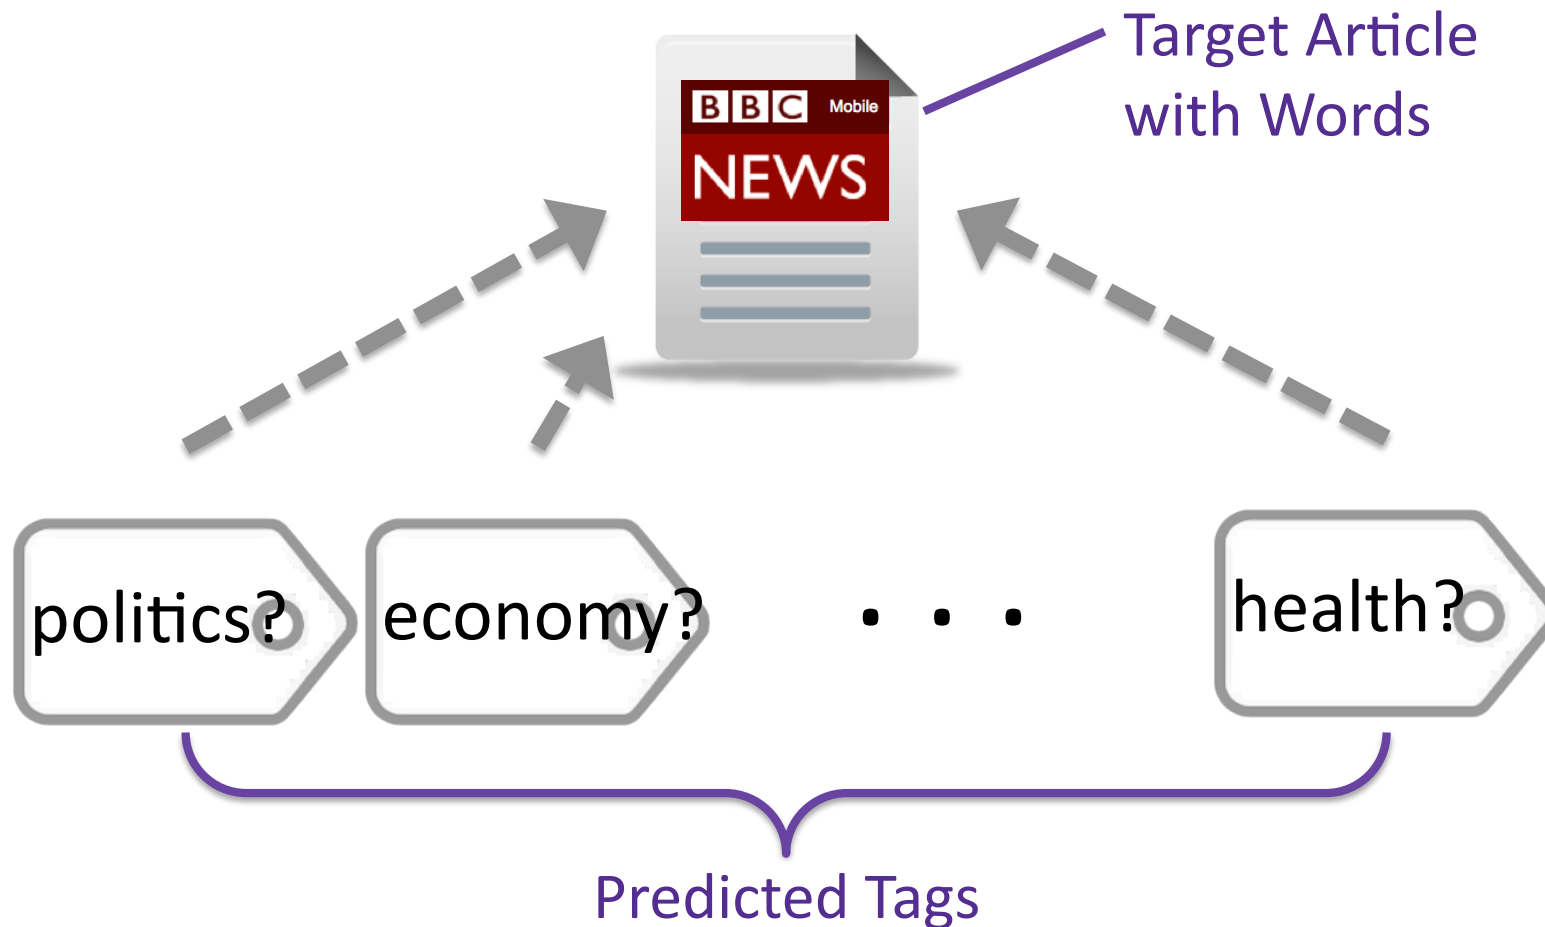 Target Article
with Words
BBC Mobile
NEWS
politics? economy? . . . health?
Predicted Tags